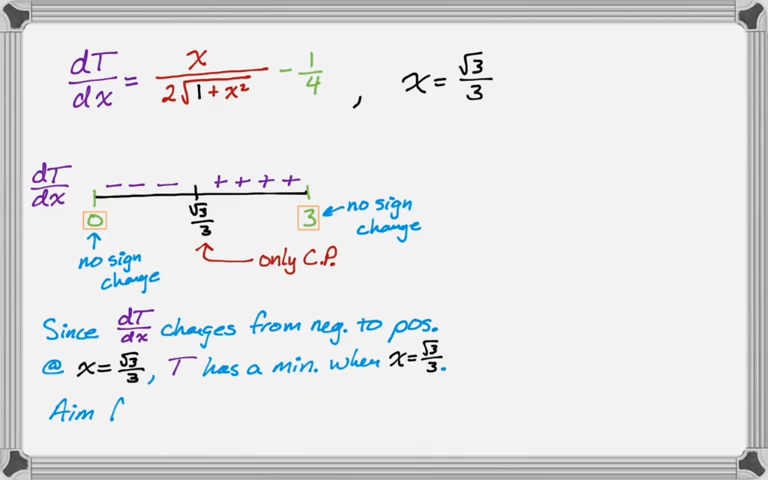 dT/dx = x/(2√(1 + x²)) - 1/4 , x = √3/3
dT/dx - - - + + + +
0 √3/3 3 no sign change
no sign change only C.P.
Since dT/dx changes from neg. to pos.
@ x = √3/3, T has a min. when x = √3/3.
Aim (